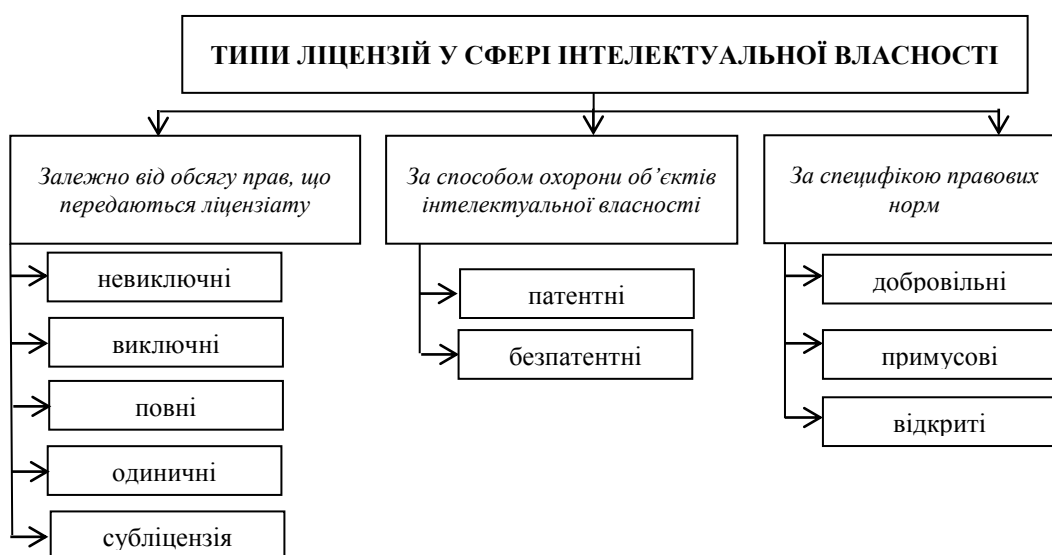 ТИПИ ЛІЦЕНЗІЙ У СФЕРІ ІНТЕЛЕКТУАЛЬНОЇ ВЛАСНОСТІ
Залежно від обсягу прав, що
передаються ліцензіату
невиключні
виключні
повні
одиничні
субліцензія
За способом охорони об’єктів
інтелектуальної власності
патентні
безпатентні
За специфікою правових
норм
добровільні
примусові
відкриті